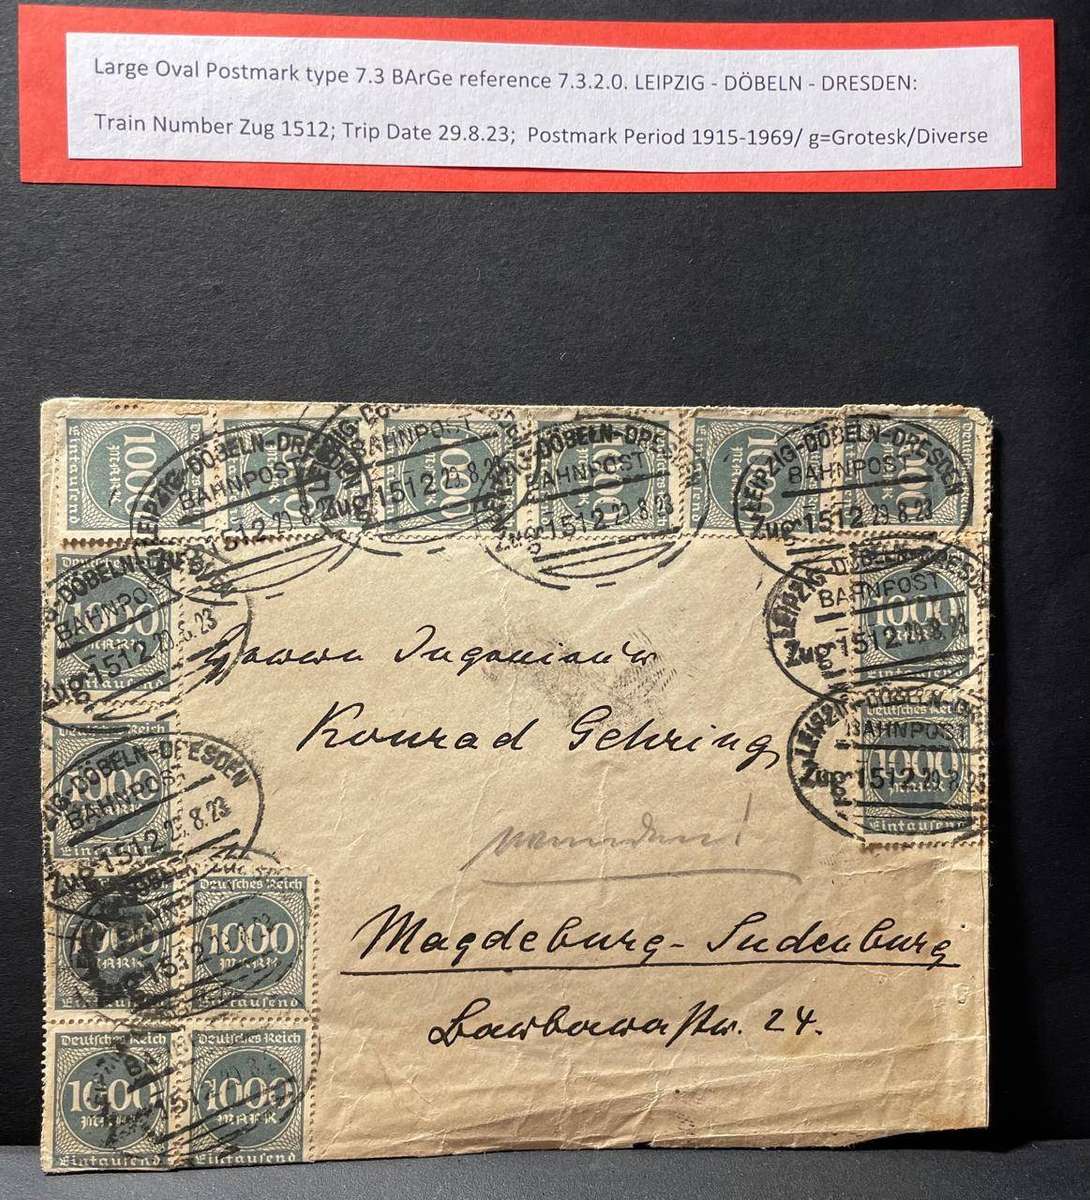 Large Oval Postmark type 7.3 BArGe reference 7.3.2.0. LEIPZIG - DÖBELN - DRESDEN:
Train Number Zug 1512; Trip Date 29.8.23;  Postmark Period 1915-1969/ g=Grotesk/Diverse
LEIPZIG-DÖBELN-DRESDEN
BAHNPOST
Zug 1512 29.8.23
Deutsches Reich
1000
MARK
Eintausend
Herrn Ingenieur
Konrad Gehring
Magdeburg-Sudenburg
Barbarastr. 24.